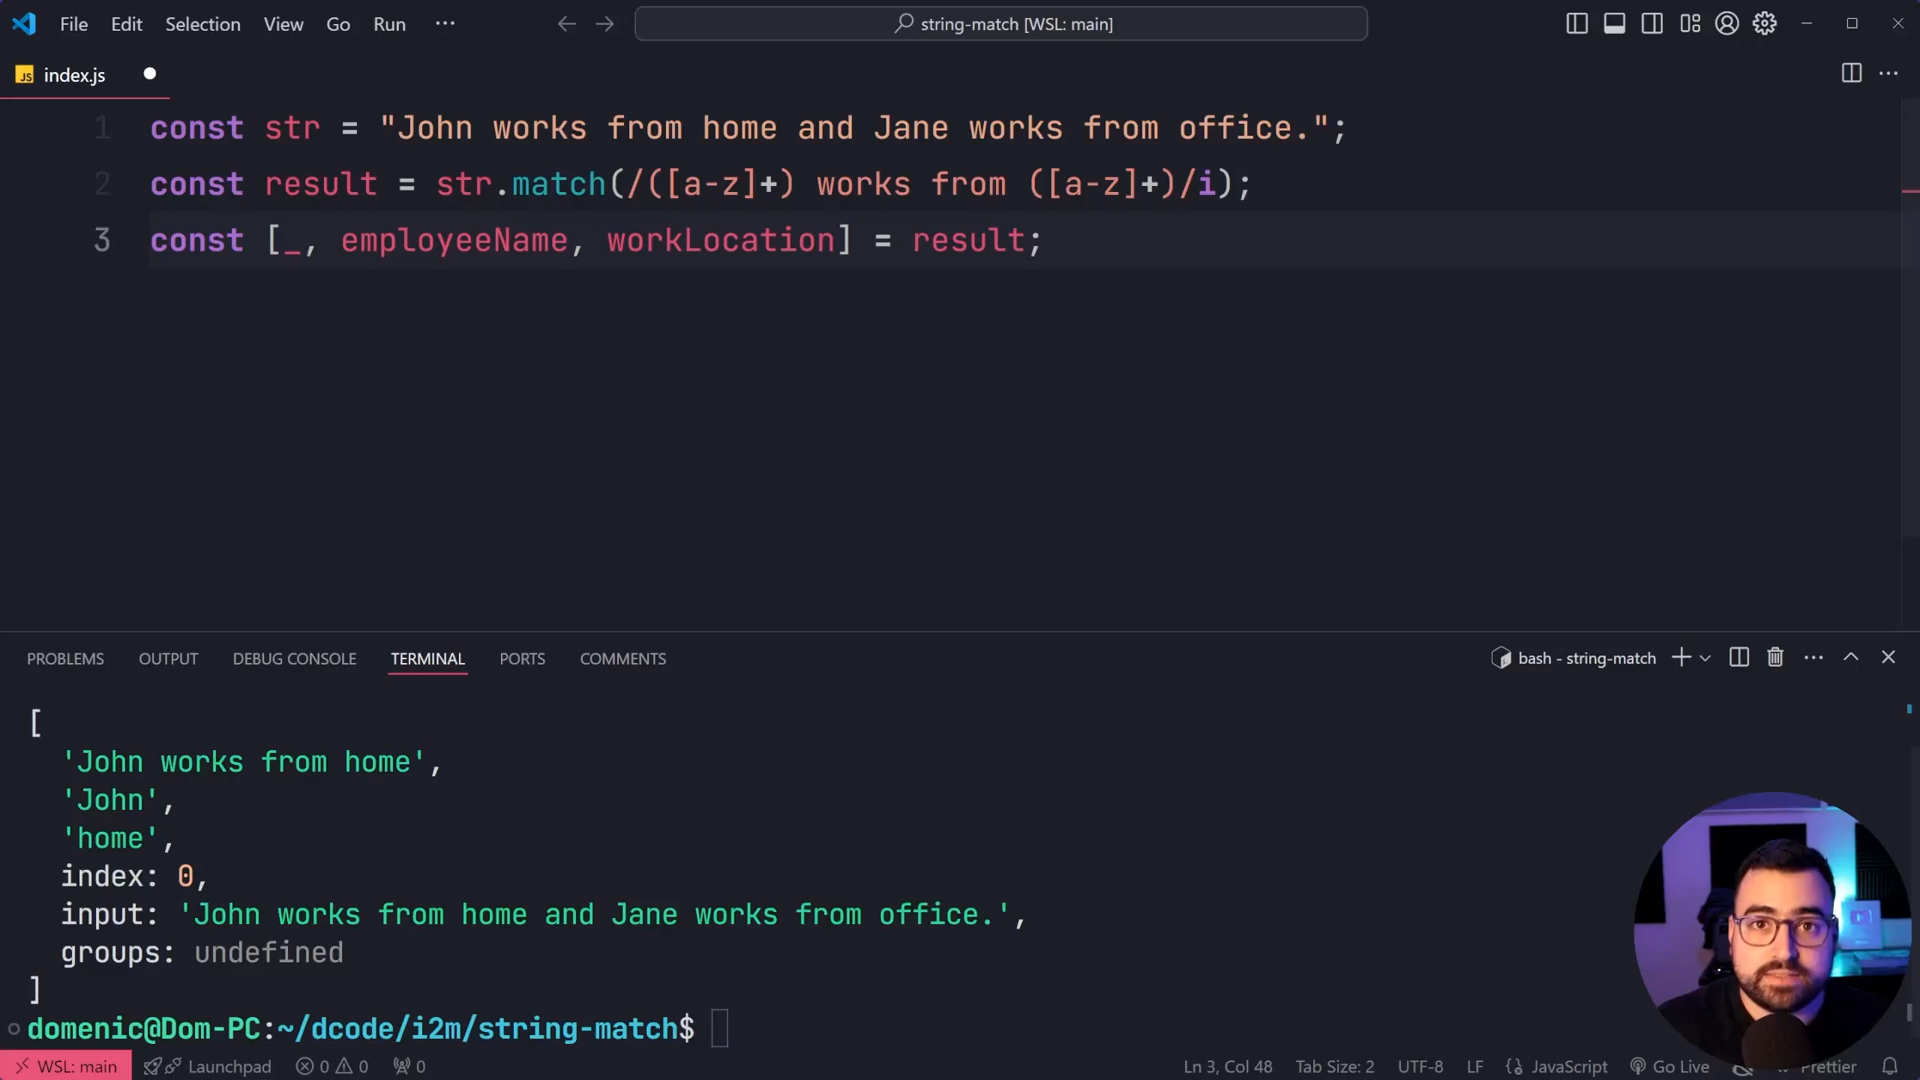 File Edit Selection View Go Run ··· string-match [WSL: main]
JS index.js
1 const str = "John works from home and Jane works from office.";
2 const result = str.match(/([a-z]+) works from ([a-z]+)/i);
3 const [_, employeeName, workLocation] = result;
PROBLEMS OUTPUT DEBUG CONSOLE TERMINAL PORTS COMMENTS bash - string-match
[
'John works from home',
'John',
'home',
index: 0,
input: 'John works from home and Jane works from office.',
groups: undefined
]
domenic@Dom-PC:~/dcode/i2m/string-match$
WSL: main Launchpad 0 0 0 Ln 3, Col 48 Tab Size: 2 UTF-8 LF {} JavaScript Go Live Prettier